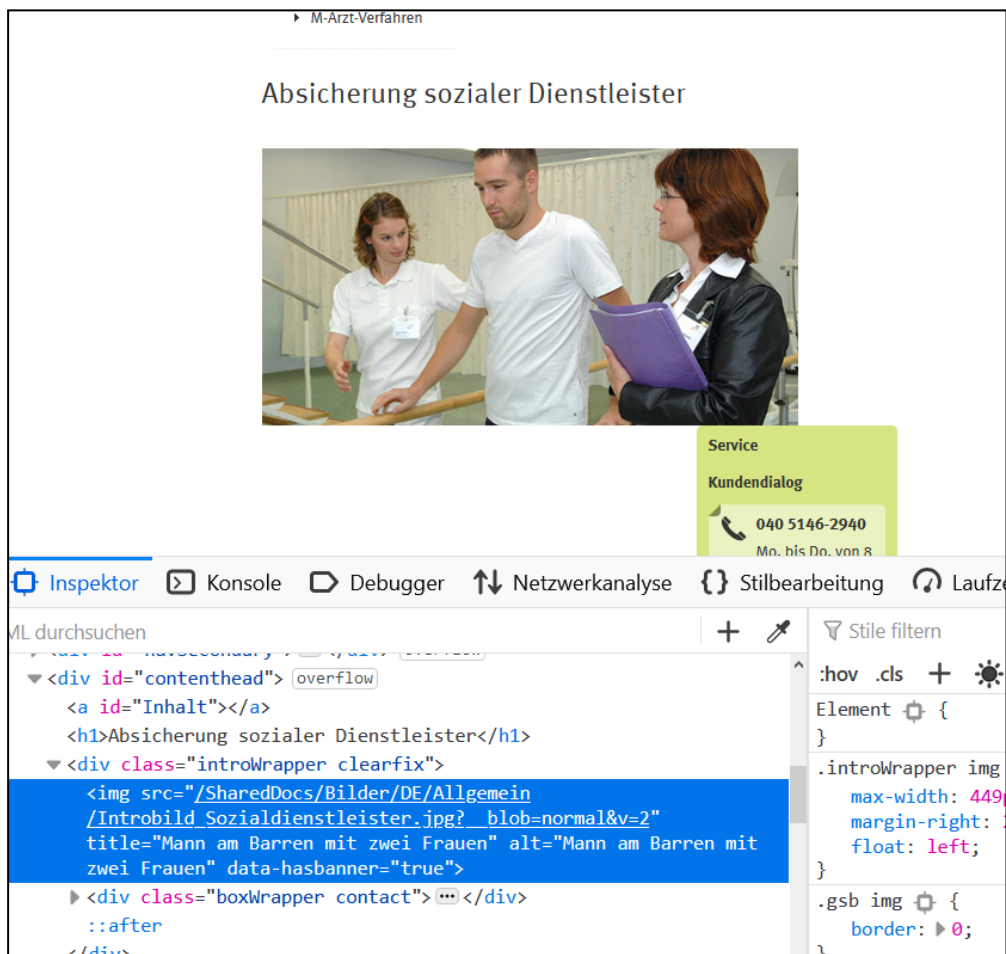 M-Arzt-Verfahren
Absicherung sozialer Dienstleister
Service
Kundendialog
040 5146-2940
Mo. bis Do. von 8
Inspektor Konsole Debugger Netzwerkanalyse {} Stilbearbeitung
ML durchsuchen + Stile filtern
:hov .cls +
<div id="contenthead"> overflow
<a id="Inhalt"></a>
<h1>Absicherung sozialer Dienstleister</h1>
<div class="introWrapper clearfix">
<img src="/SharedDocs/Bilder/DE/Allgemein
/Introbild_Sozialdienstleister.jpg?__blob=normal&v=2"
title="Mann am Barren mit zwei Frauen" alt="Mann am Barren mit
zwei Frauen" data-hasbanner="true">
<div class="boxWrapper contact"> ••• </div>
::after
</div>
Element {
}
.introWrapper img
max-width: 449
margin-right:
float: left;
}
.gsb img {
border: 0;
}